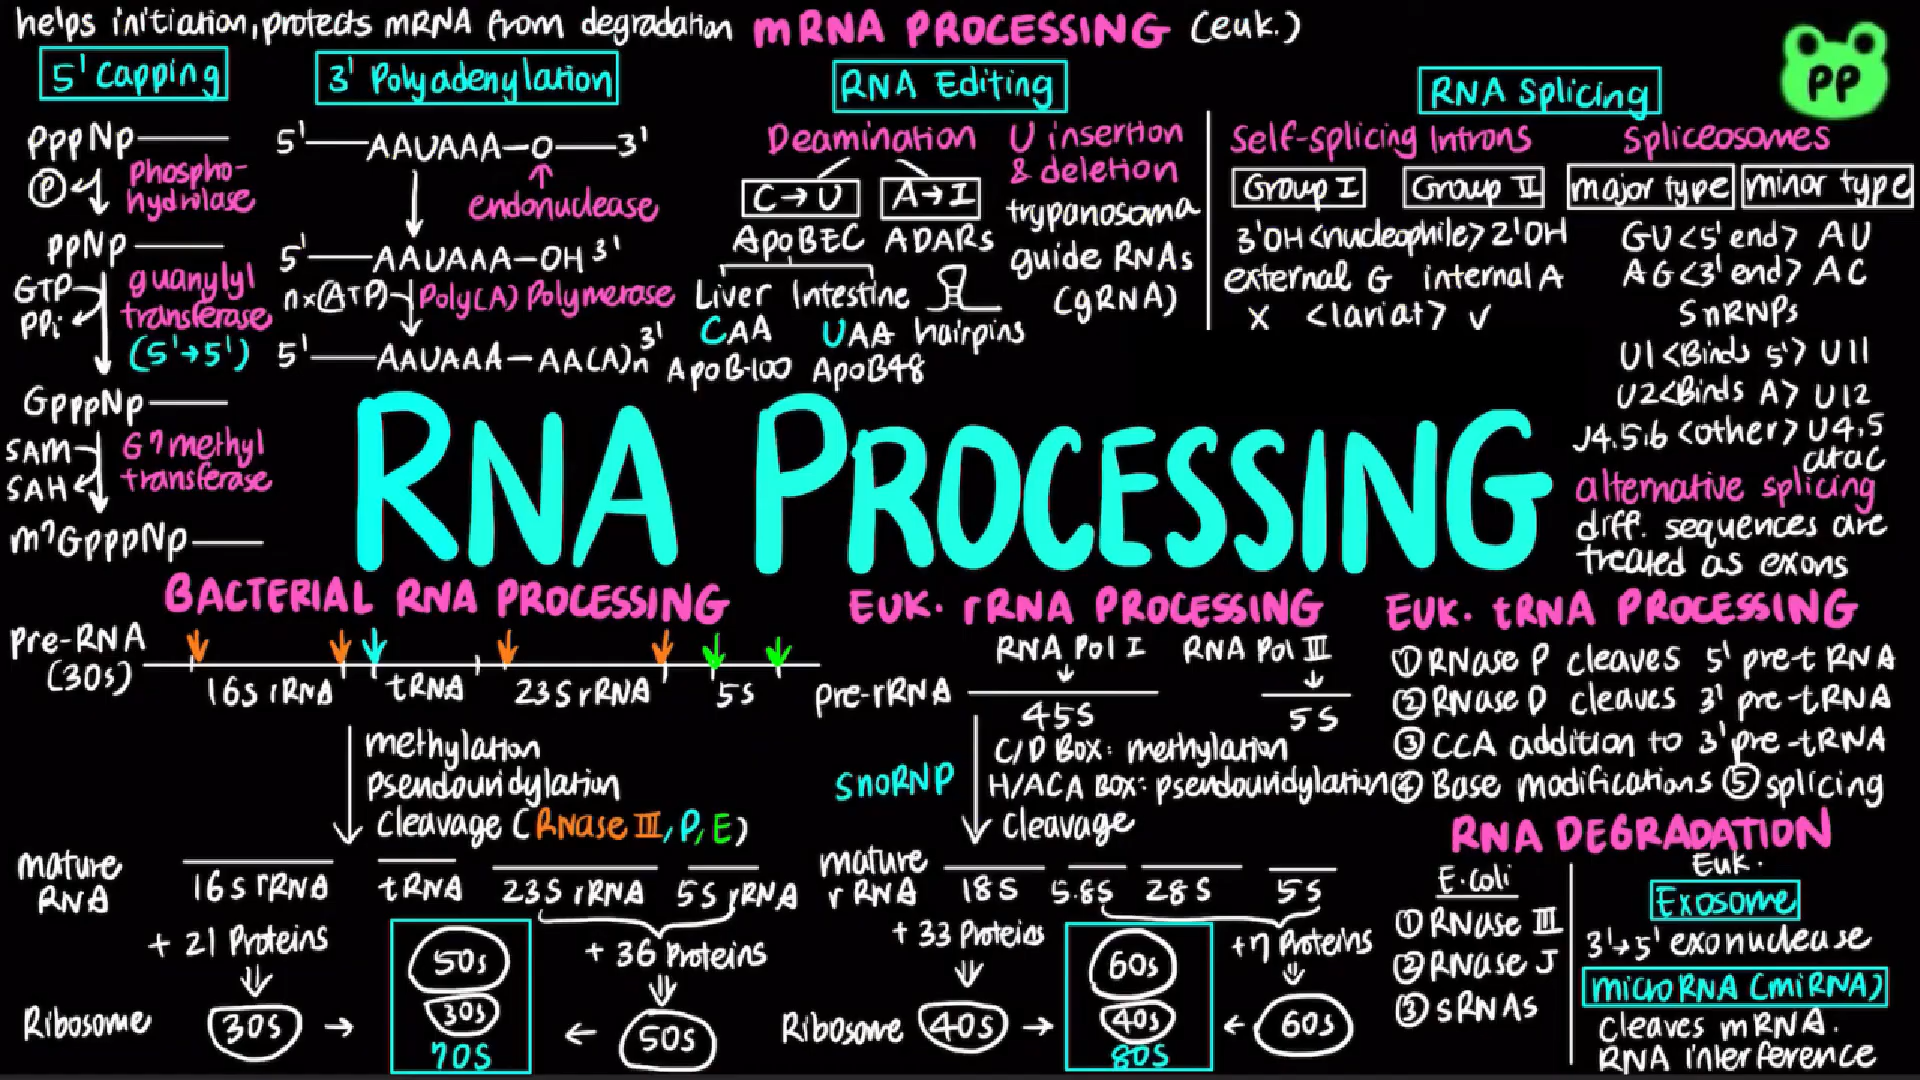 helps initiation, protects mRNA from degradation
mRNA PROCESSING (euk.)
PP
5' Capping
pppNp
P
Phospho-
hydrolase
ppNp
GTP
PPi
guanylyl
transferase
(5'→5')
GpppNp
SAM
SAH
G7methyl
transferase
m7GpppNp
3' Polyadenylation
5'—AAUAAA—O—3'
endonuclease
5'—AAUAAA—OH 3'
n×(ATP)
Poly(A) Polymerase
5'—AAUAAA—AA(A)n 3'
RNA Editing
Deamination
C→U
A→I
ApoBEC
ADARs
Liver
Intestine
CAA
UAA
hairpins
ApoB-100
ApoB48
U insertion
& deletion
trypanosoma
guide RNAs
(gRNA)
RNA Splicing
Self-splicing Introns
Group I
Group II
3'OH <nucleophile> 2'OH
external G internal A
x <lariat> v
Spliceosomes
major type
minor type
GU <5' end> AU
AG <3' end> AC
SnRNPs
U1 <Binds 5'> U11
U2 <Binds A> U12
U4.5.6 <other> U4.5
atac
alternative splicing
diff. sequences are
treated as exons
RNA PROCESSING
BACTERIAL RNA PROCESSING
Pre-RNA
(30s)
16s rRNA
tRNA
23S rRNA
5s
methylation
pseudouridylation
cleavage (RNase III, P, E)
mature
RNA
16s rRNA
tRNA
23S rRNA
5S rRNA
+ 21 Proteins
+ 36 Proteins
Ribosome
30s
→
50s
30s
70s
←
50s
EUK. rRNA PROCESSING
RNA Pol I
RNA Pol III
pre-rRNA
45S
5S
SnoRNP
C/D Box: methylation
H/ACA BOX: pseudouridylation
cleavage
mature
rRNA
18S
5.8S
28S
5S
+ 33 Proteins
+7 Proteins
Ribosome
40s
→
60s
40s
80s
←
60s
EUK. tRNA PROCESSING
① RNase P cleaves 5' pre-tRNA
② RNase D cleaves 3' pre-tRNA
③ CCA addition to 3' pre-tRNA
④ Base modifications ⑤ splicing
RNA DEGRADATION
E.Coli
① RNase III
② RNase J
③ sRNAs
Euk.
Exosome
3'→5' exonuclease
microRNA (miRNA)
cleaves mRNA.
RNA interference